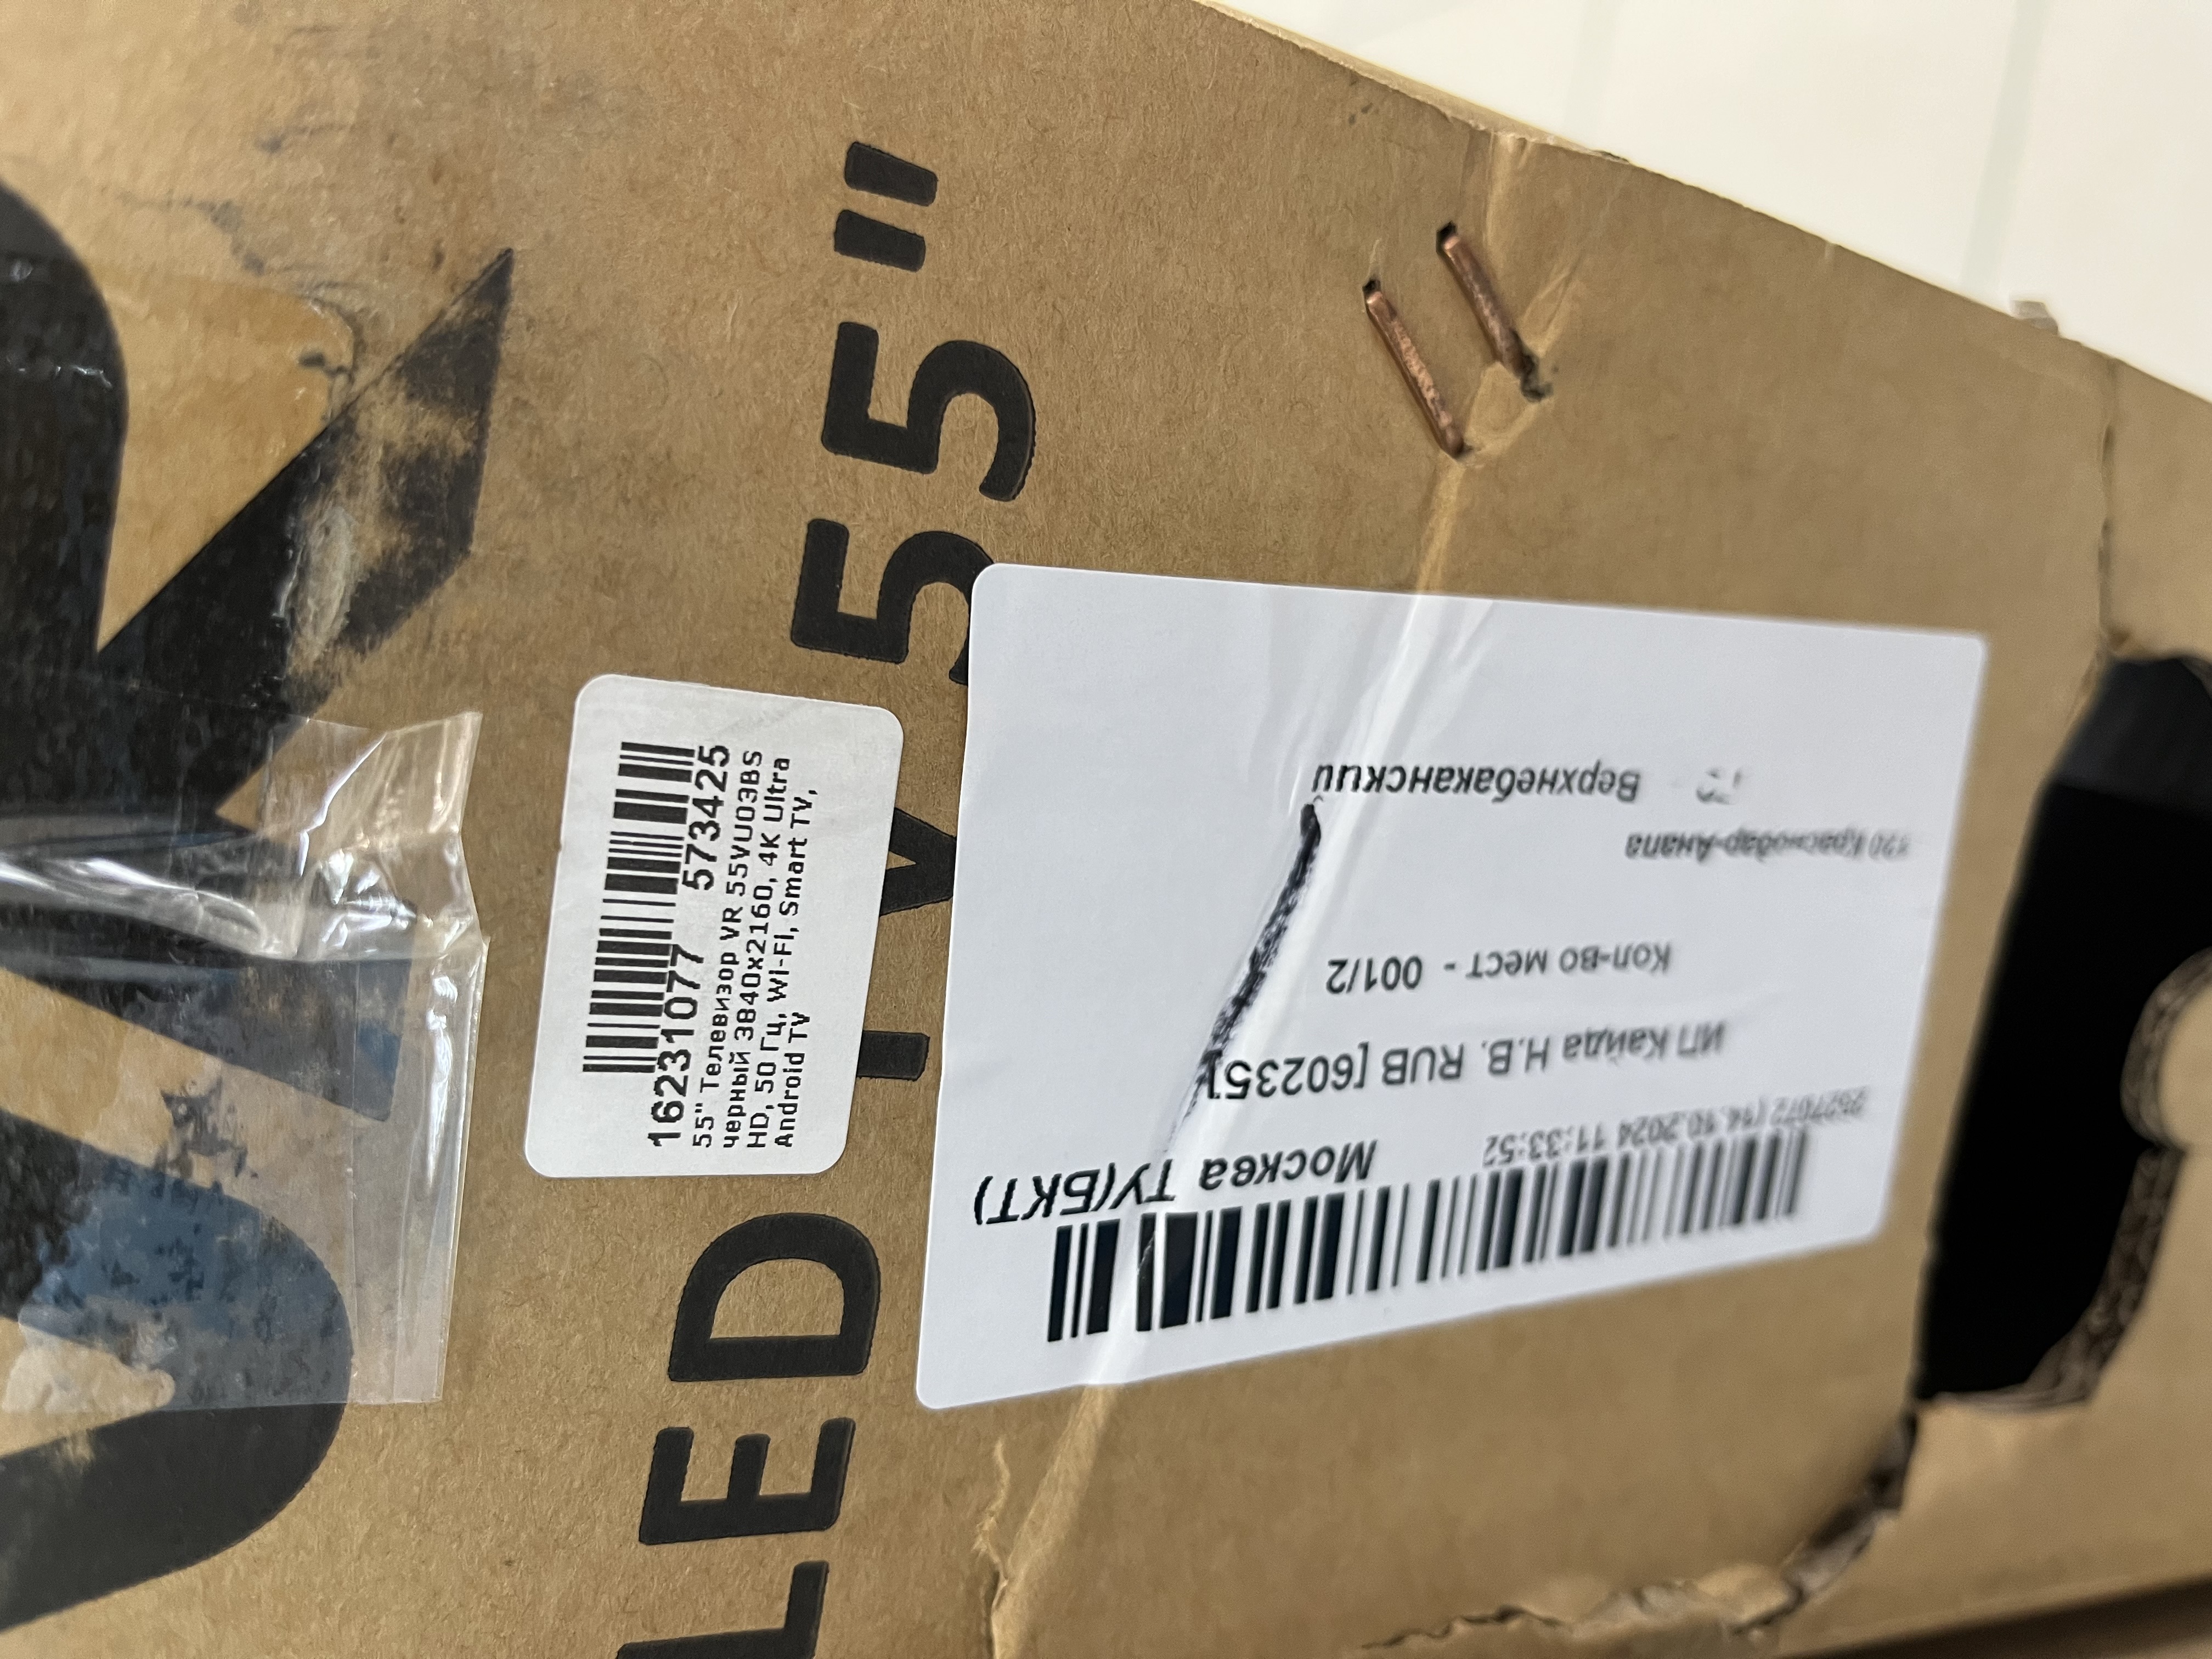 VR
LED TV 55"
16231077 573425
55" Телевизор VR 55VU03BS
черный 3840x2160, 4K Ultra
HD, 50 Гц, Wi-Fi, Smart TV,
Android TV
Москва ТУ(БКТ)
(14.10.2024 11:33:52
ИП Кайда Н.В. RUB [60235]
Кол-во мест - 001/2
Краснодар-Анапа
Верхнебаканский